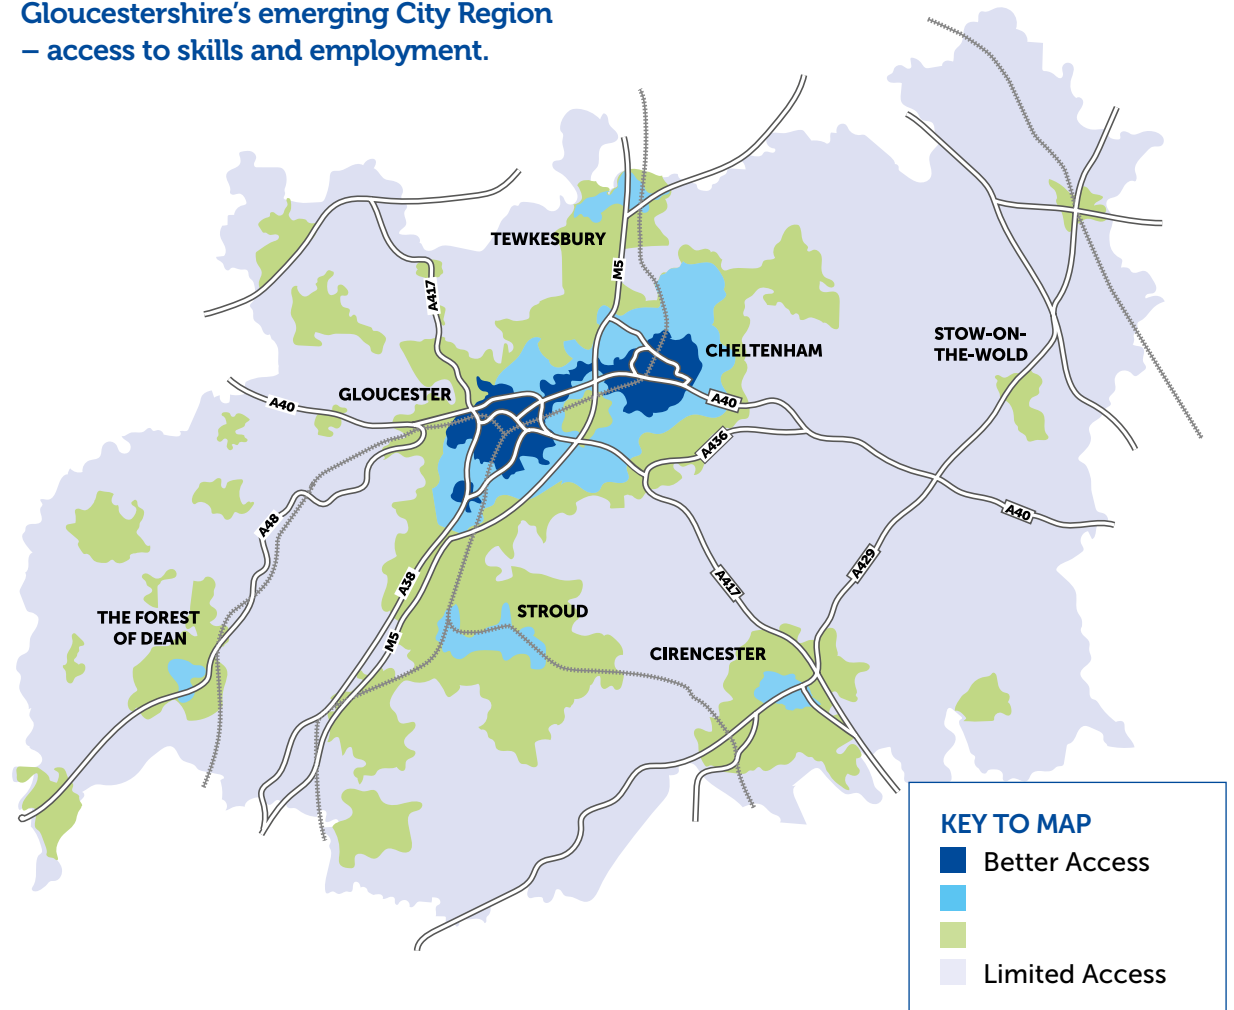 Gloucestershire’s emerging City Region
– access to skills and employment.
TEWKESBURY
M5
A417
CHELTENHAM
STOW-ON-
THE-WOLD
GLOUCESTER
A40
A40
A436
A48
A40
A429
A417
A38
M5
STROUD
THE FOREST
OF DEAN
CIRENCESTER
KEY TO MAP
Better Access
Limited Access